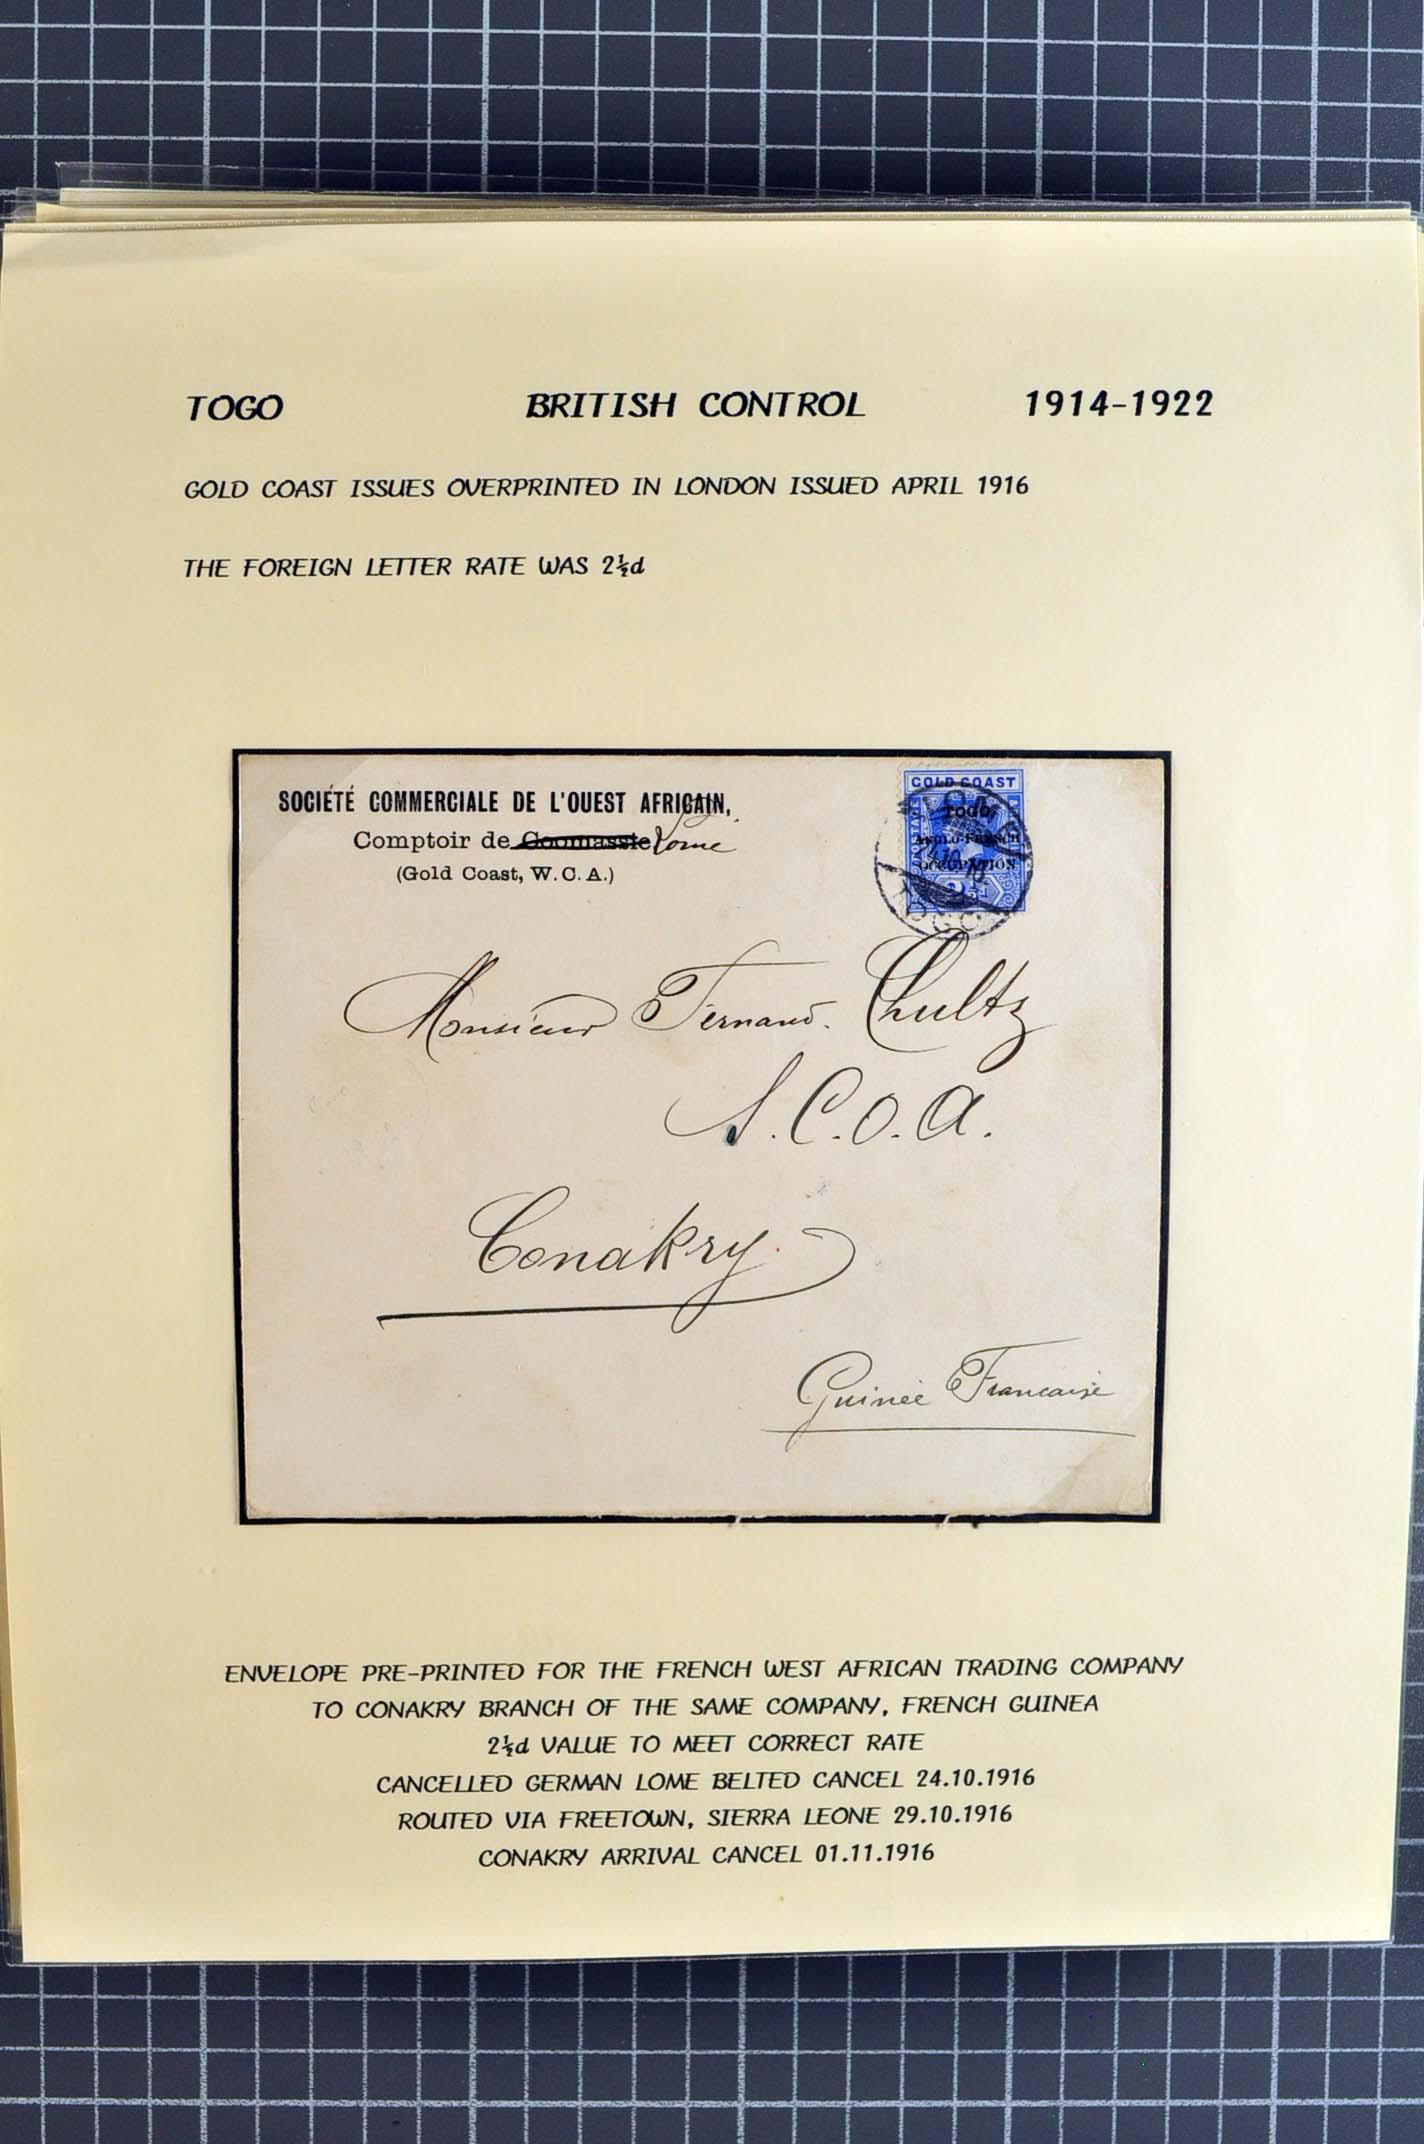 TOGO BRITISH CONTROL 1914-1922
GOLD COAST ISSUES OVERPRINTED IN LONDON ISSUED APRIL 1916
THE FOREIGN LETTER RATE WAS 2½d
SOCIÉTÉ COMMERCIALE DE L'OUEST AFRICAIN,
Comptoir de Coomassie Lome
(Gold Coast, W. C. A.)
GOLD COAST
TOGO
ANGLO-FRENCH
OCCUPATION
Monsieur Fernand Chultz
S.C.O.A.
Conakry
Guinée Française
ENVELOPE PRE-PRINTED FOR THE FRENCH WEST AFRICAN TRADING COMPANY
TO CONAKRY BRANCH OF THE SAME COMPANY, FRENCH GUINEA
2½d VALUE TO MEET CORRECT RATE
CANCELLED GERMAN LOME BELTED CANCEL 24.10.1916
ROUTED VIA FREETOWN, SIERRA LEONE 29.10.1916
CONAKRY ARRIVAL CANCEL 01.11.1916